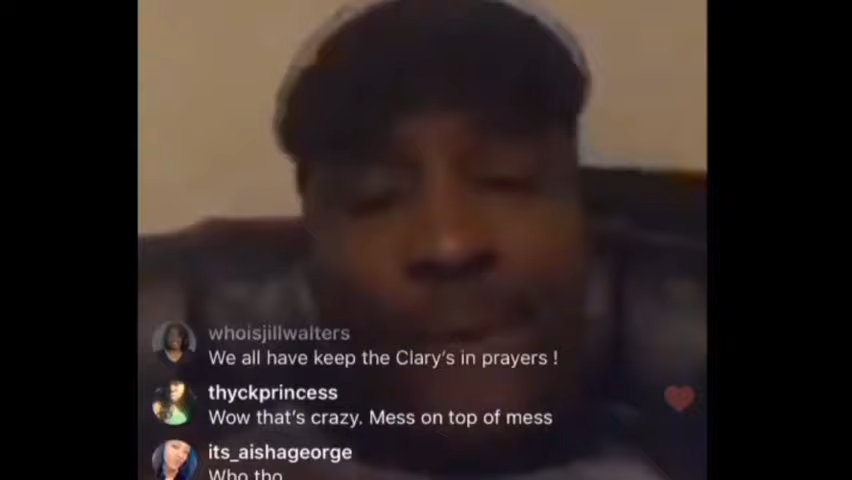 whoisjillwalters
We all have keep the Clary's in prayers !
thyckprincess
Wow that's crazy. Mess on top of mess
its_aishageorge
Who tho